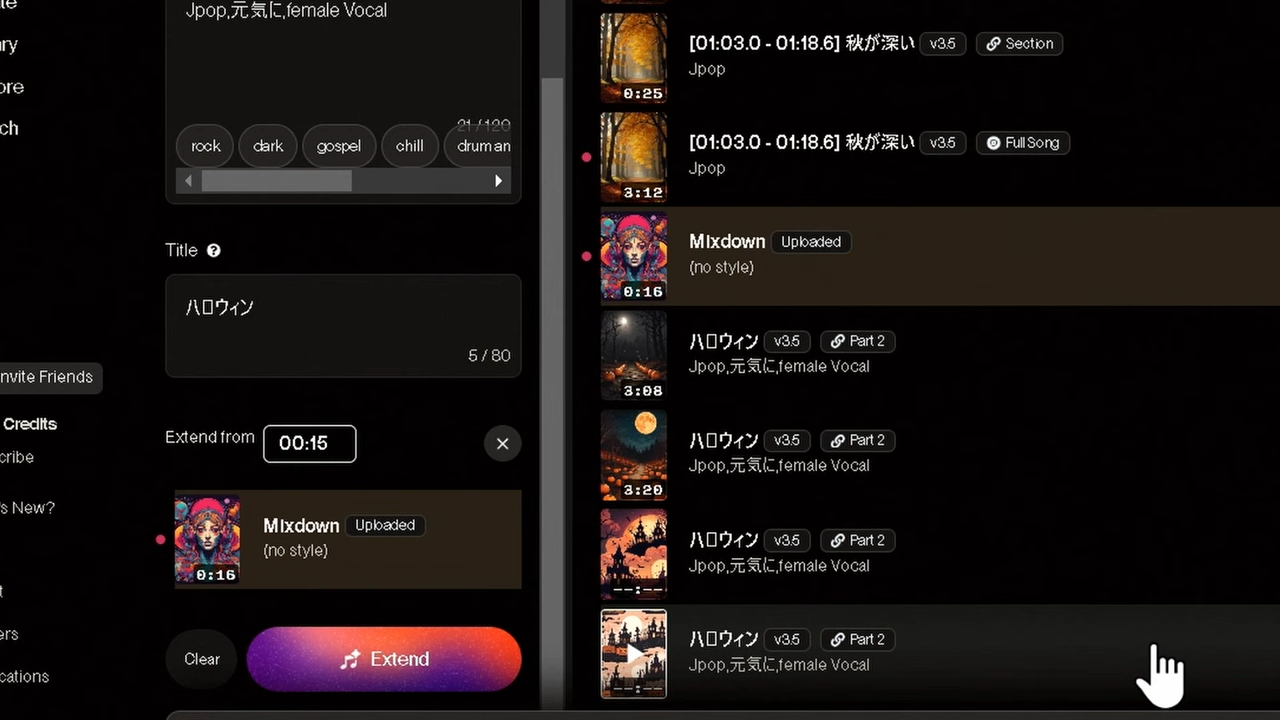 ry
ore
ch
Invite Friends
Credits
cribe
's New?
t
ers
cations
Jpop,元気に,female Vocal
21/120
rock dark gospel chill drum an
Title ?
ハロウィン
5 / 80
Extend from 00:15
Mixdown Uploaded
(no style)
0:16
Clear Extend
[01:03.0 - 01:18.6] 秋が深い v3.5 Section
Jpop
0:25
[01:03.0 - 01:18.6] 秋が深い v3.5 Full Song
Jpop
3:12
Mixdown Uploaded
(no style)
0:16
ハロウィン v3.5 Part 2
Jpop,元気に,female Vocal
3:08
ハロウィン v3.5 Part 2
Jpop,元気に,female Vocal
3:20
ハロウィン v3.5 Part 2
Jpop,元気に,female Vocal
--:--
ハロウィン v3.5 Part 2
Jpop,元気に,female Vocal
--:--